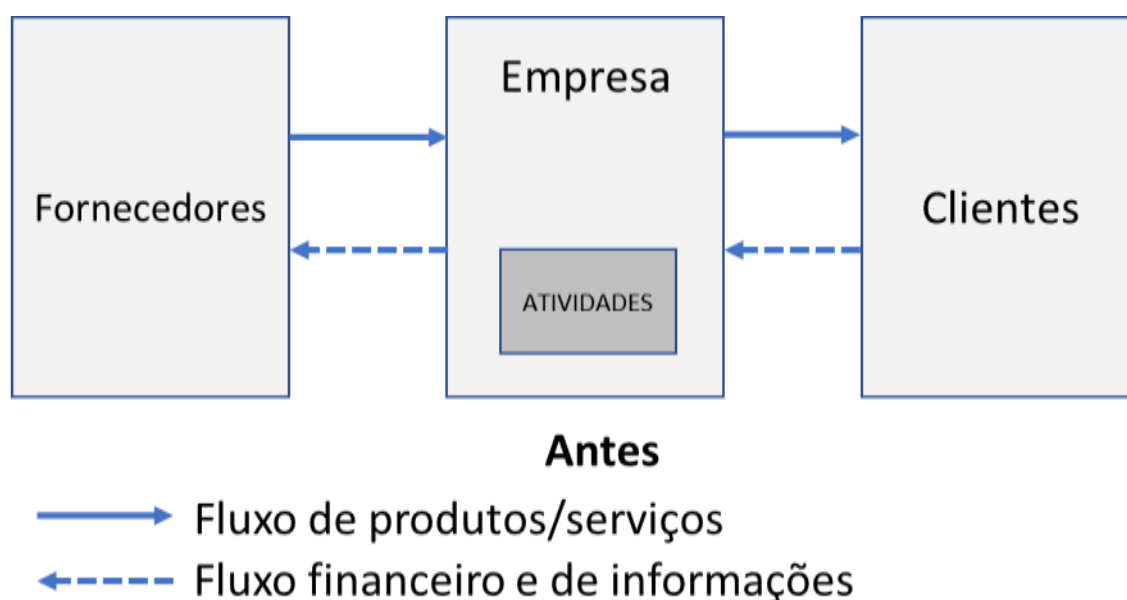 Empresa
Fornecedores
Clientes
ATIVIDADES
Antes
Fluxo de produtos/serviços
Fluxo financeiro e de informações